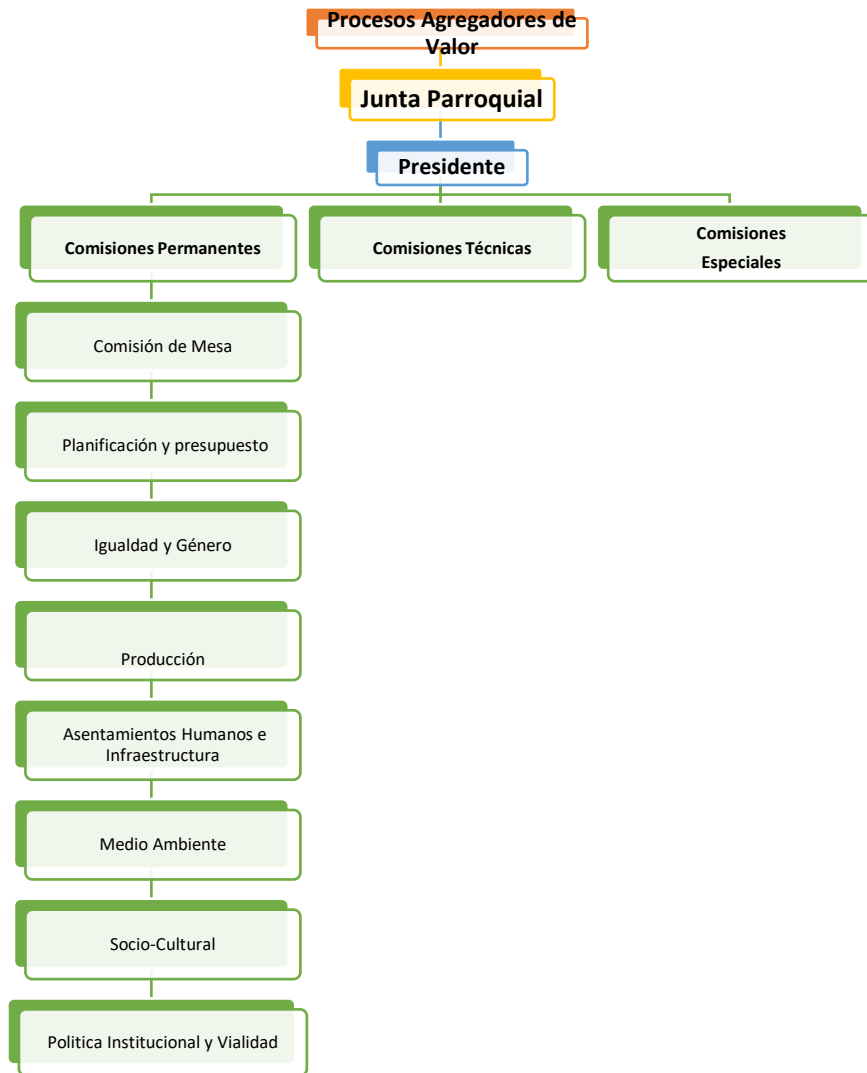 Procesos Agregadores de
Valor
Junta Parroquial
Presidente
Comisiones Permanentes
Comisiones Técnicas
Comisiones
Especiales
Comisión de Mesa
Planificación y presupuesto
Igualdad y Género
Producción
Asentamientos Humanos e
Infraestructura
Medio Ambiente
Socio-Cultural
Politica Institucional y Vialidad